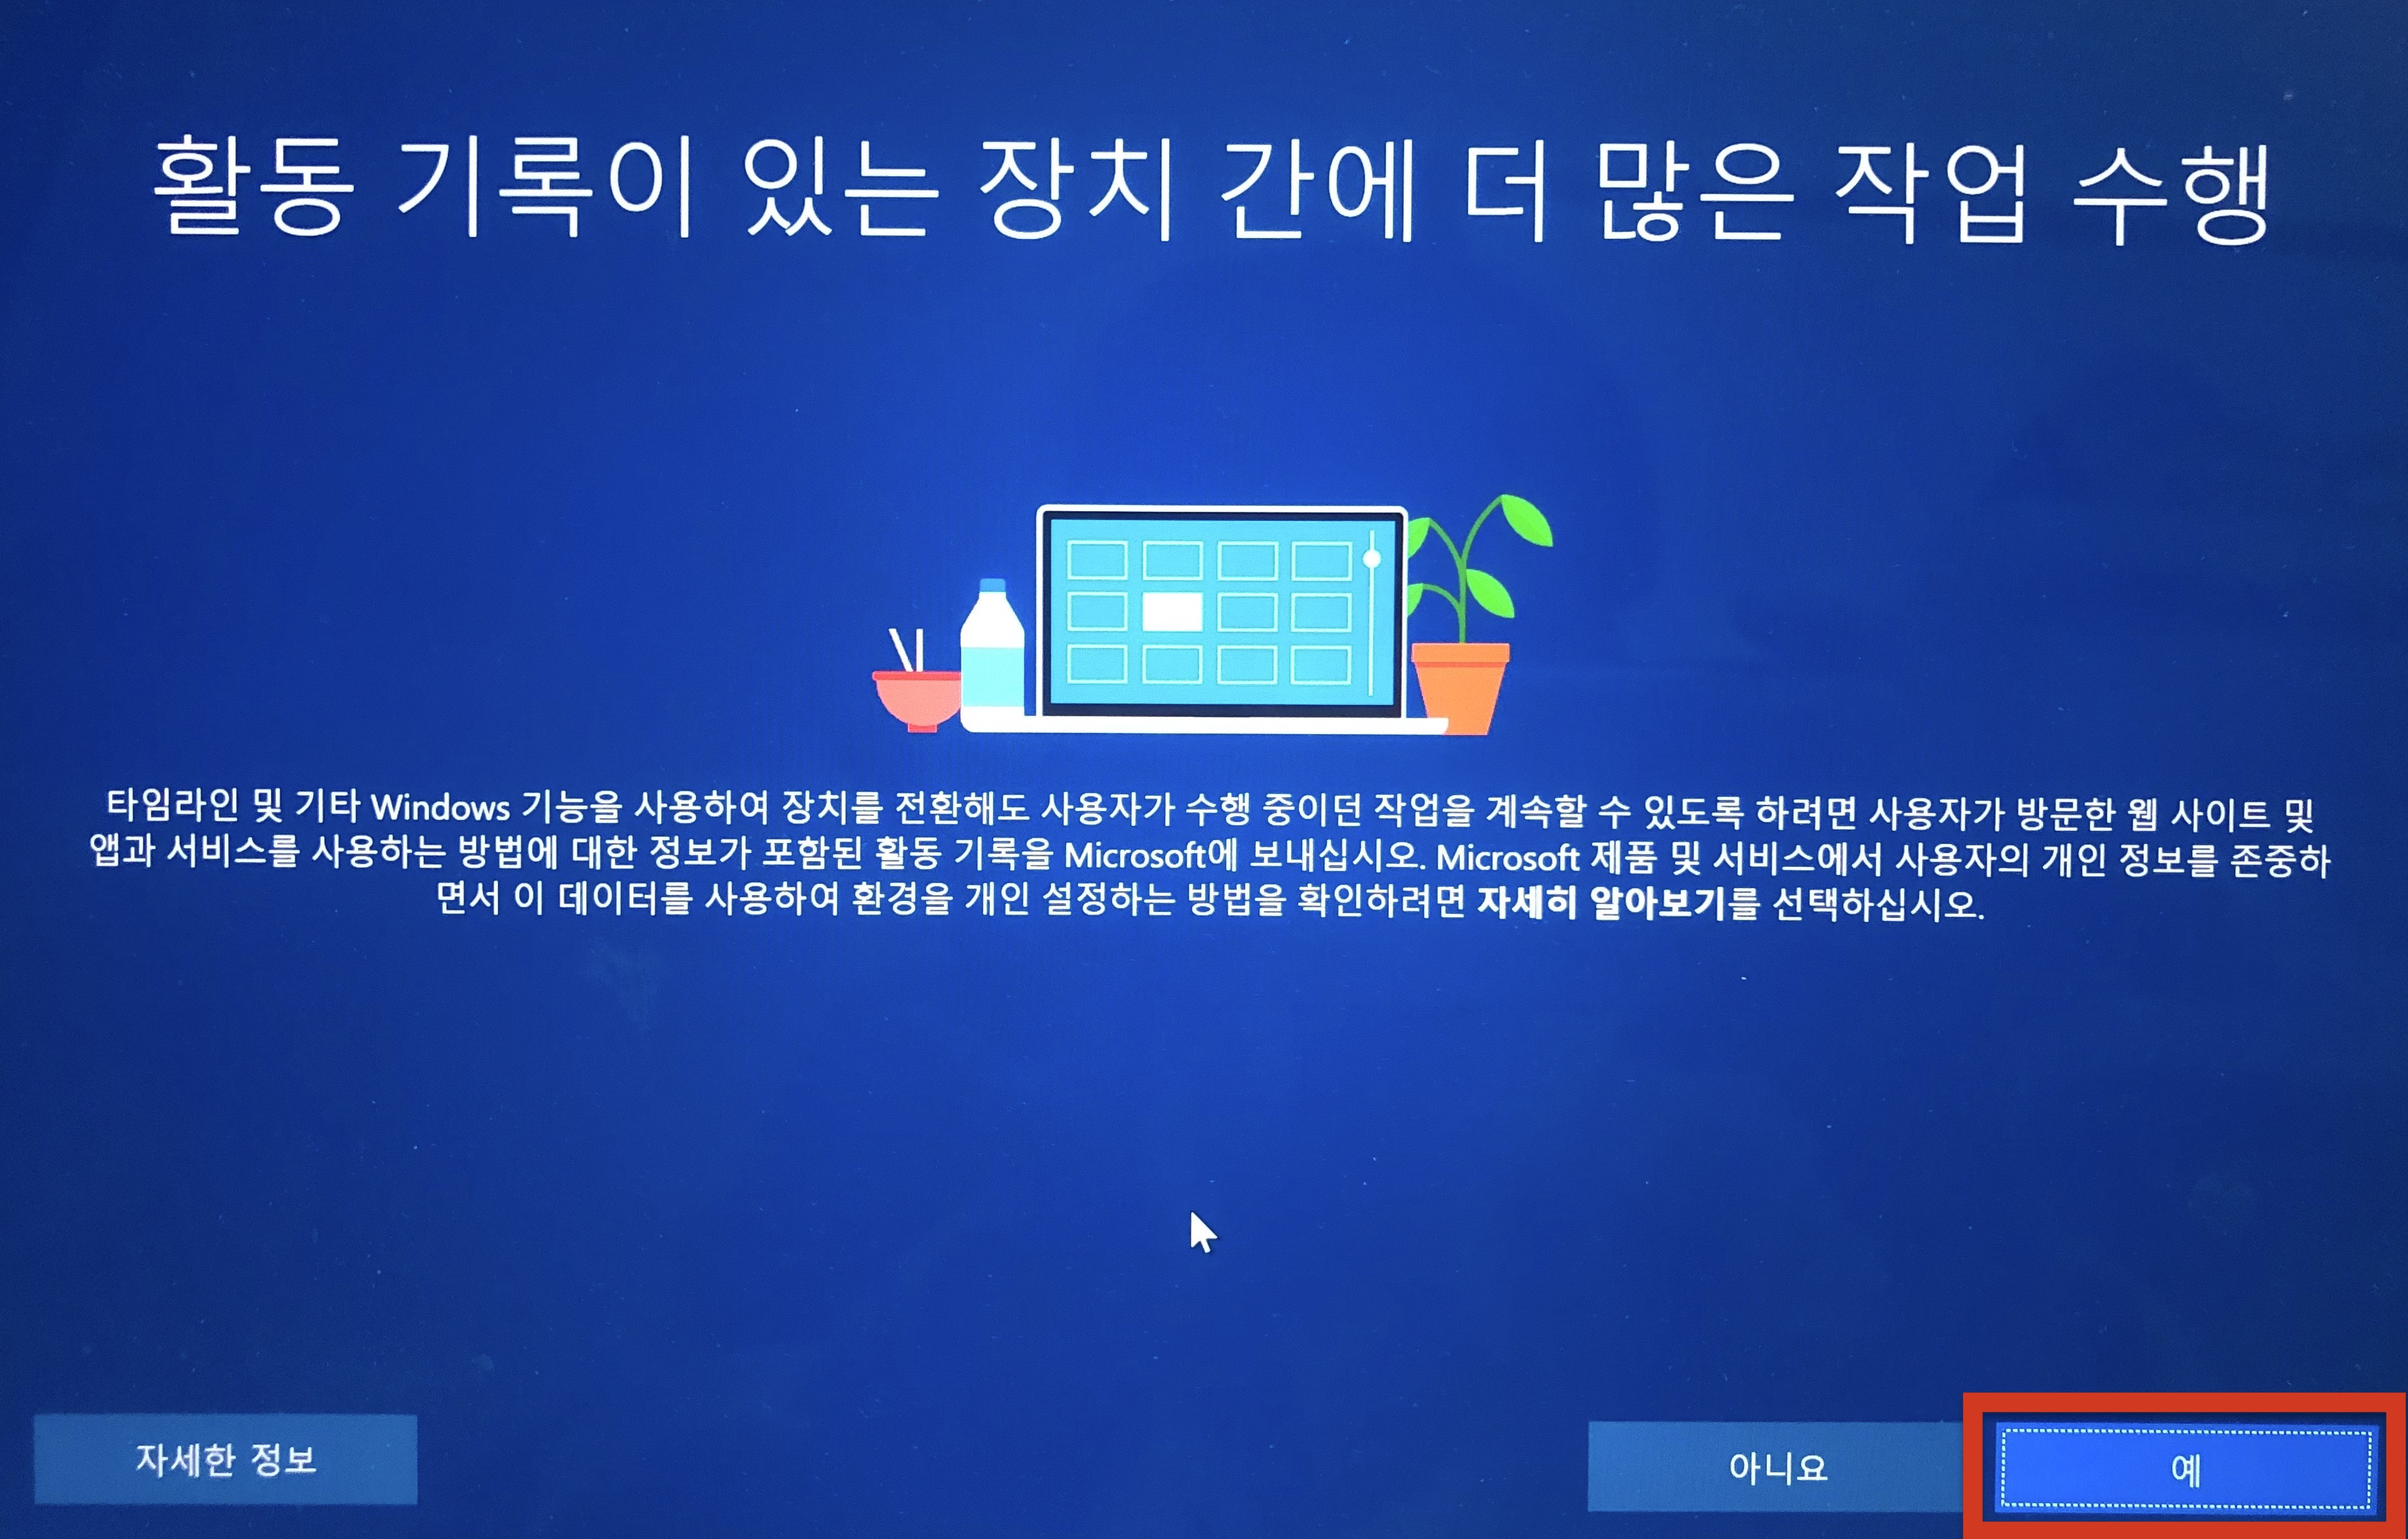 활동 기록이 있는 장치 간에 더 많은 작업 수행
타임라인 및 기타 Windows 기능을 사용하여 장치를 전환해도 사용자가 수행 중이던 작업을 계속할 수 있도록 하려면 사용자가 방문한 웹 사이트 및
앱과 서비스를 사용하는 방법에 대한 정보가 포함된 활동 기록을 Microsoft에 보내십시오. Microsoft 제품 및 서비스에서 사용자의 개인 정보를 존중하
면서 이 데이터를 사용하여 환경을 개인 설정하는 방법을 확인하려면 자세히 알아보기를 선택하십시오.
자세한 정보
아니요
예